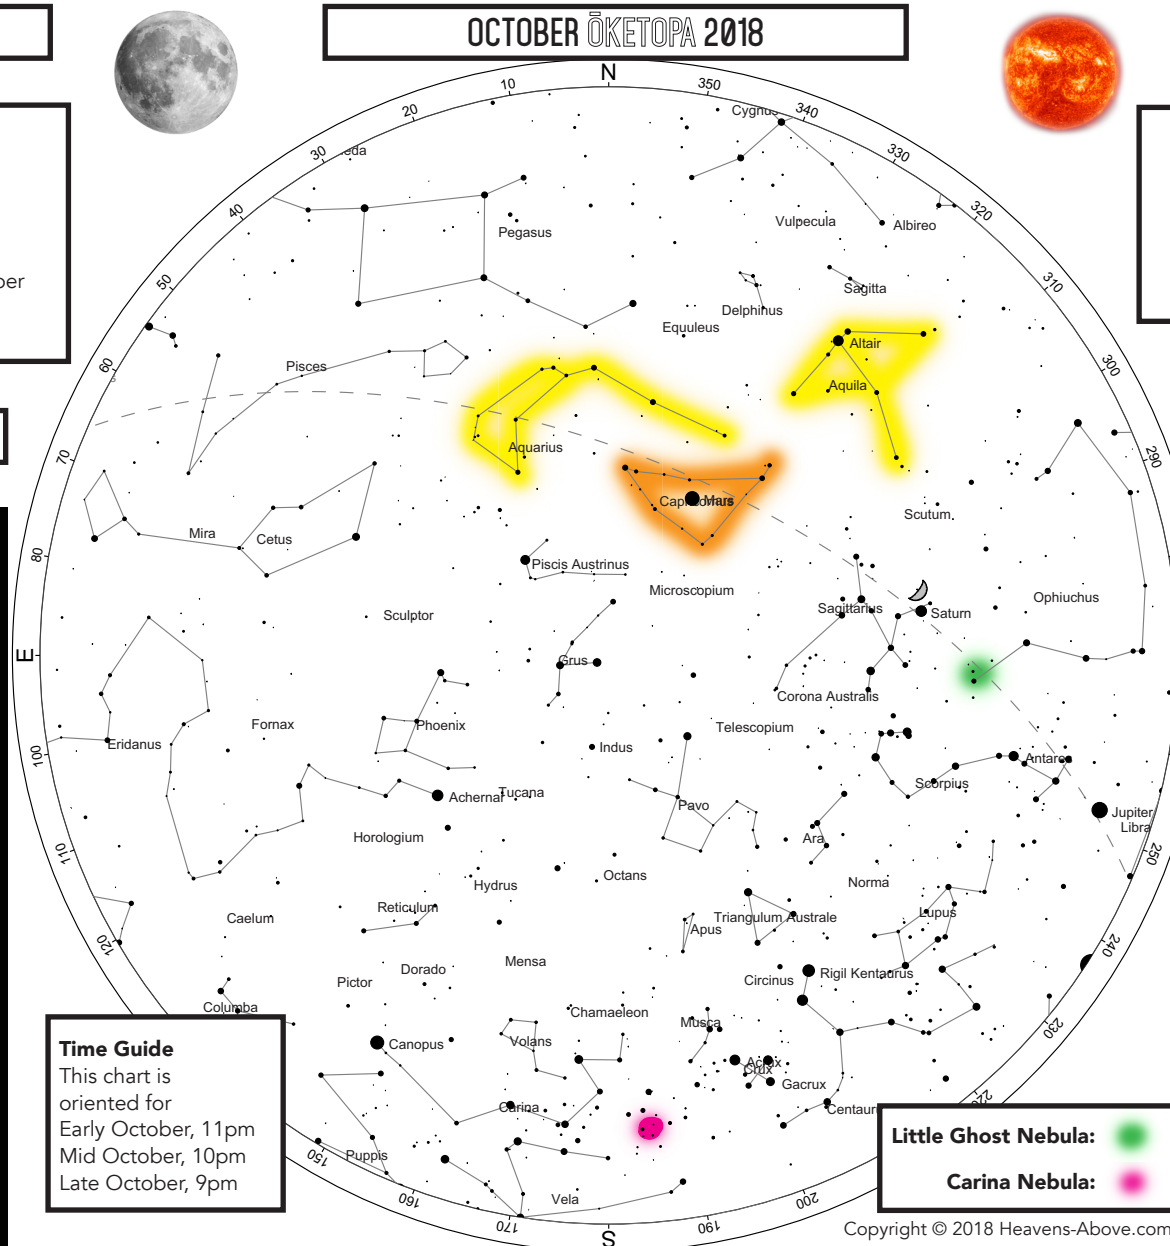 OCTOBER ŌKETOPA 2018
N
10
350
20
Cygnus
340
30
eda
330
40
320
Pegasus
Vulpecula
Albireo
50
per
310
Sagitta
Delphinus
Equuleus
Altair
60
Pisces
300
Aquila
Aquarius
70
290
Capricornus
Mars
Scutum
Mira
Cetus
80
Piscis Austrinus
Microscopium
Ophiuchus
Sculptor
Sagittarius
Saturn
E
Grus
Corona Australis
Fornax
Phoenix
Telescopium
Eridanus
Indus
100
Antares
Scorpius
Achernar
Tucana
Pavo
Jupiter
Libra
Horologium
Ara
110
250
Octans
Norma
Hydrus
Reticulum
Lupus
Caelum
Triangulum Australe
Apus
120
240
Mensa
Dorado
Circinus
Rigil Kentaurus
Pictor
Columba
Chamaeleon
Musca
230
Canopus
Volans
Acrux
Crux
Gacrux
Carina
Centauru
220
150
Puppis
160
Vela
200
170
190
S
Time Guide
This chart is
oriented for
Early October, 11pm
Mid October, 10pm
Late October, 9pm
Little Ghost Nebula:
Carina Nebula:
Copyright © 2018 Heavens-Above.com